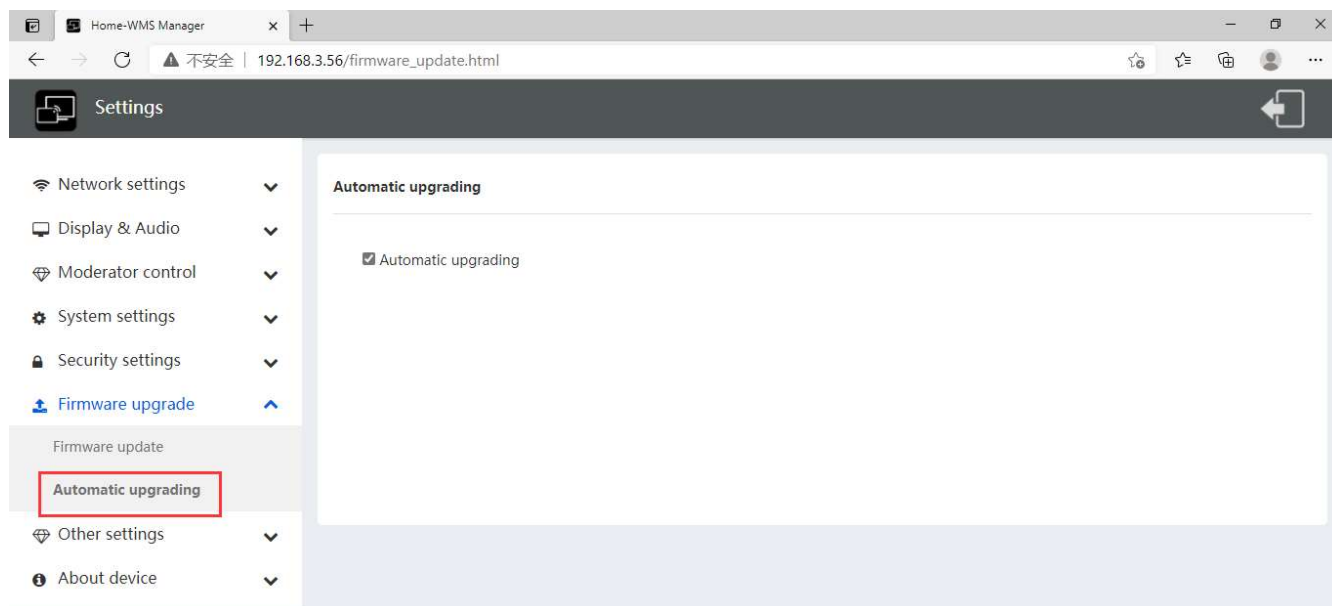 Home-WMS Manager
不安全 192.168.3.56/firmware_update.html
Settings
Network settings
Display & Audio
Moderator control
System settings
Security settings
Firmware upgrade
Firmware update
Automatic upgrading
Other settings
About device
Automatic upgrading
Automatic upgrading